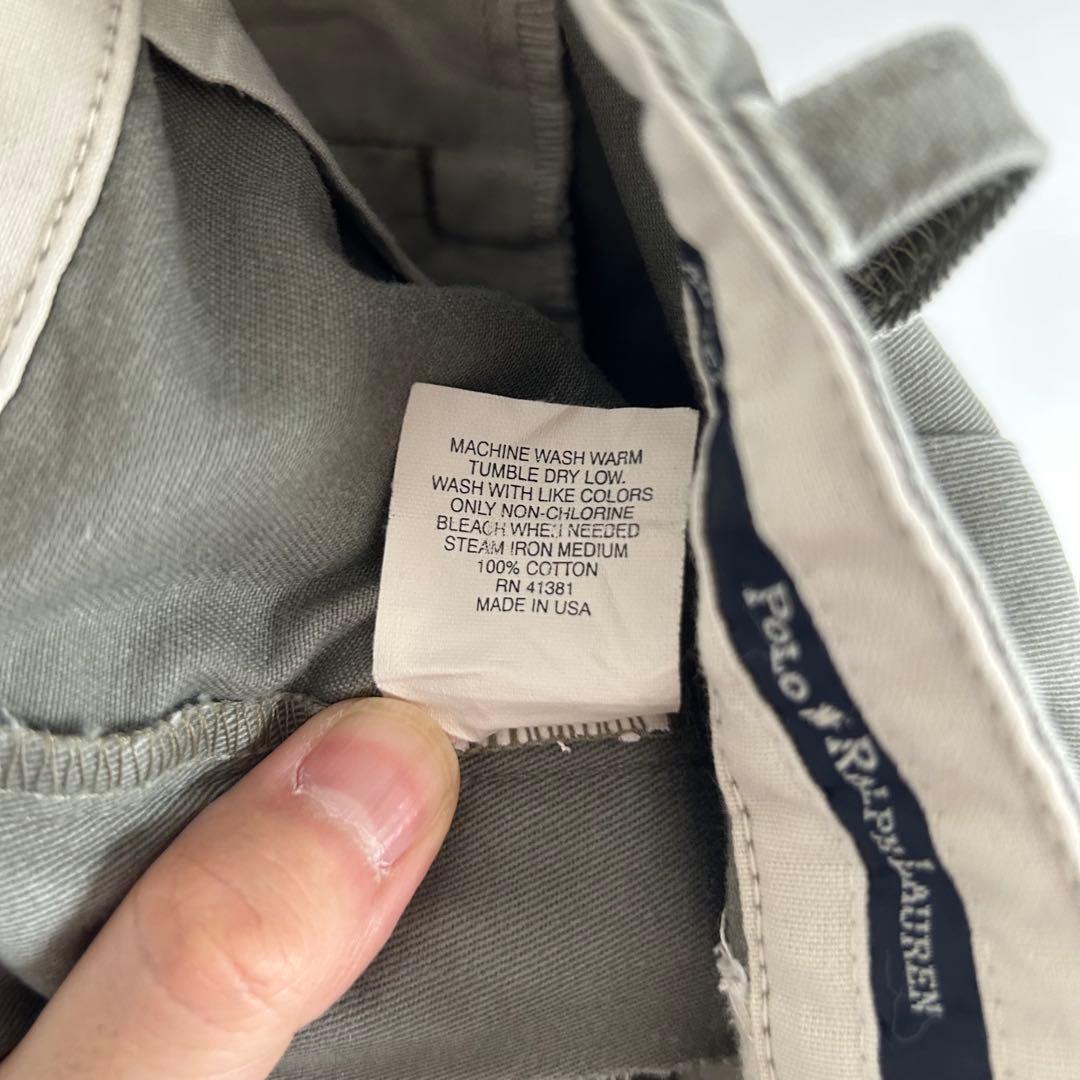 MACHINE WASH WARM
TUMBLE DRY LOW.
WASH WITH LIKE COLORS
ONLY NON-CHLORINE
BLEACH WHEN NEEDED
STEAM IRON MEDIUM
100% COTTON
RN 41381
MADE IN USA
POLO RALPH LAUREN